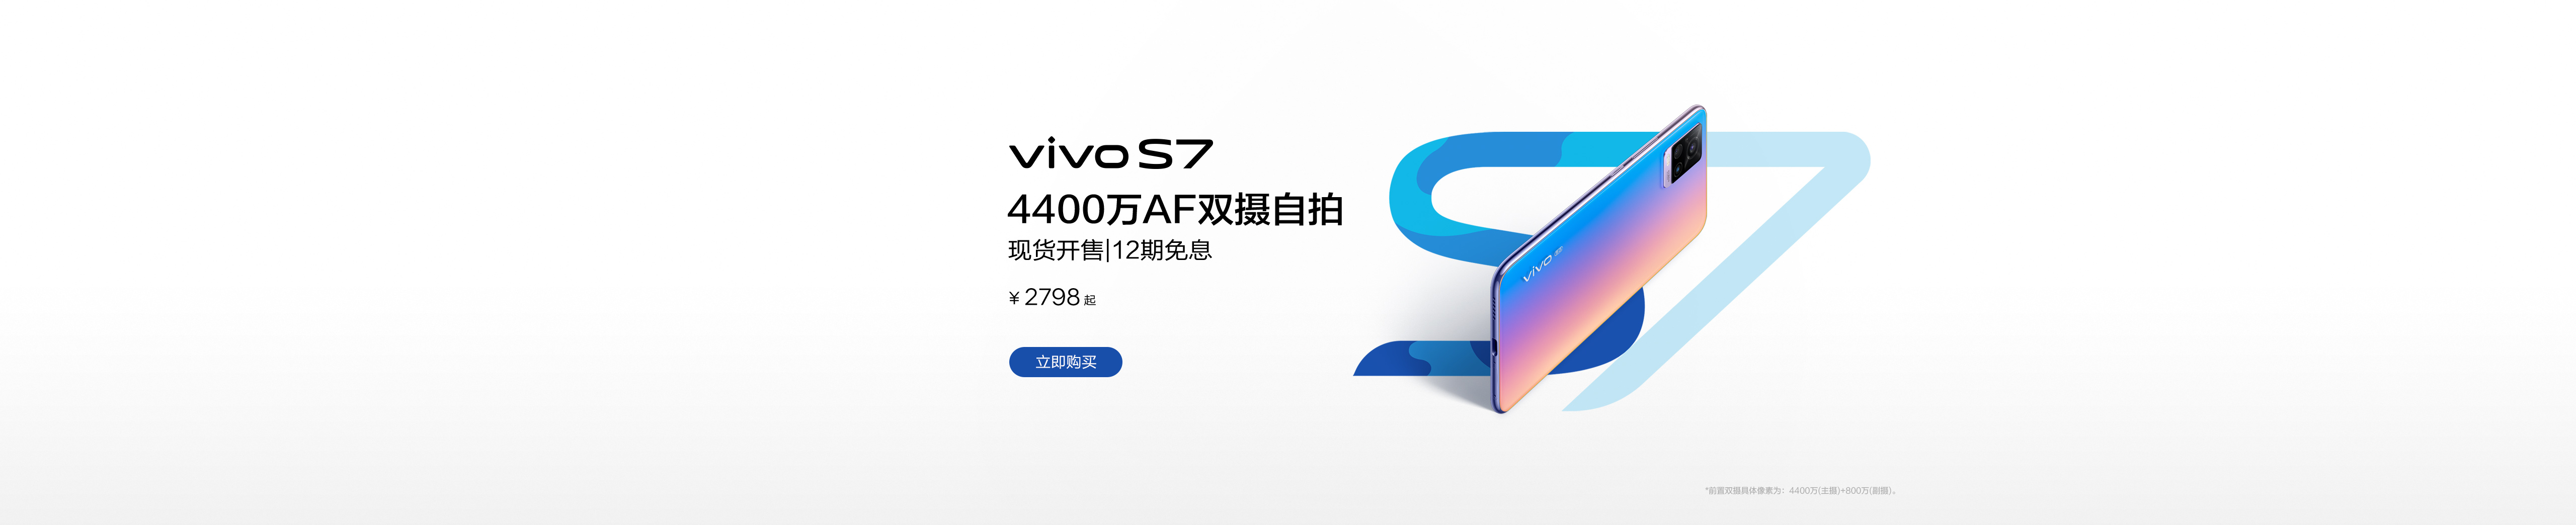 vivo S7
4400万AF双摄自拍
现货开售|12期免息
¥ 2798 起
立即购买
vivo 5G
*前置双摄具体像素为：4400万(主摄)+800万(副摄)。